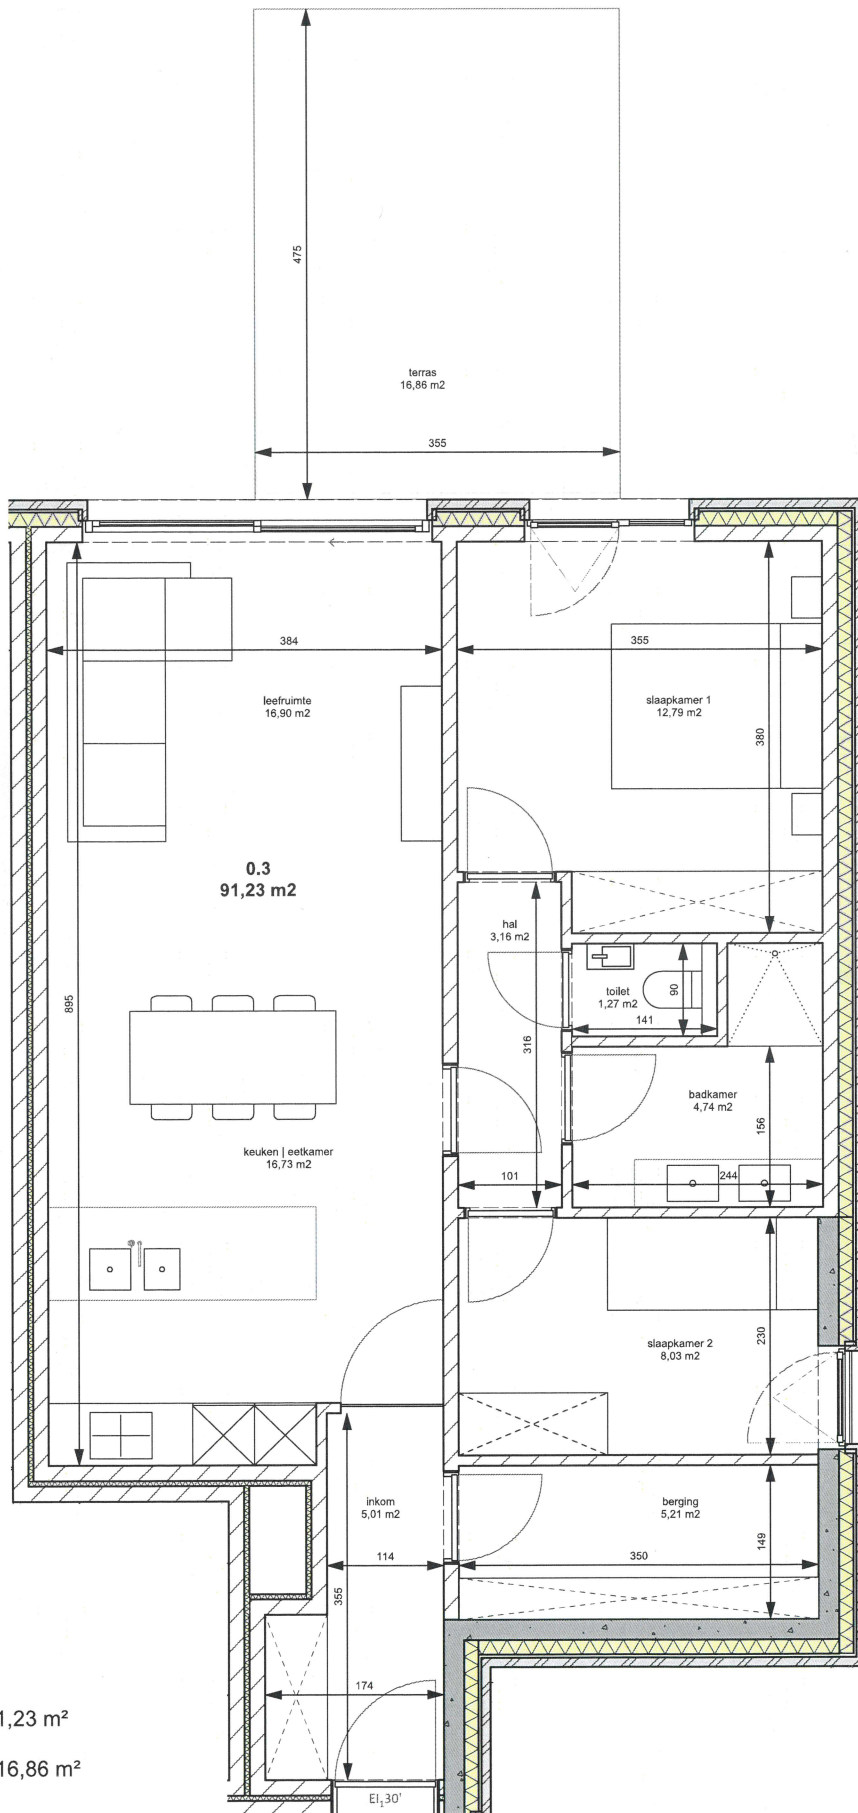 475
terras
16,86 m2
355
384
355
leefruimte
16,90 m2
slaapkamer 1
12,79 m2
380
0.3
91,23 m2
hal
3,16 m2
895
toilet
1,27 m2
90
141
316
badkamer
4,74 m2
156
keuken | eetkamer
16,73 m2
101
244
slaapkamer 2
8,03 m2
230
inkom
5,01 m2
berging
5,21 m2
149
114
350
355
174
1,23 m²
16,86 m²
EI₁30'